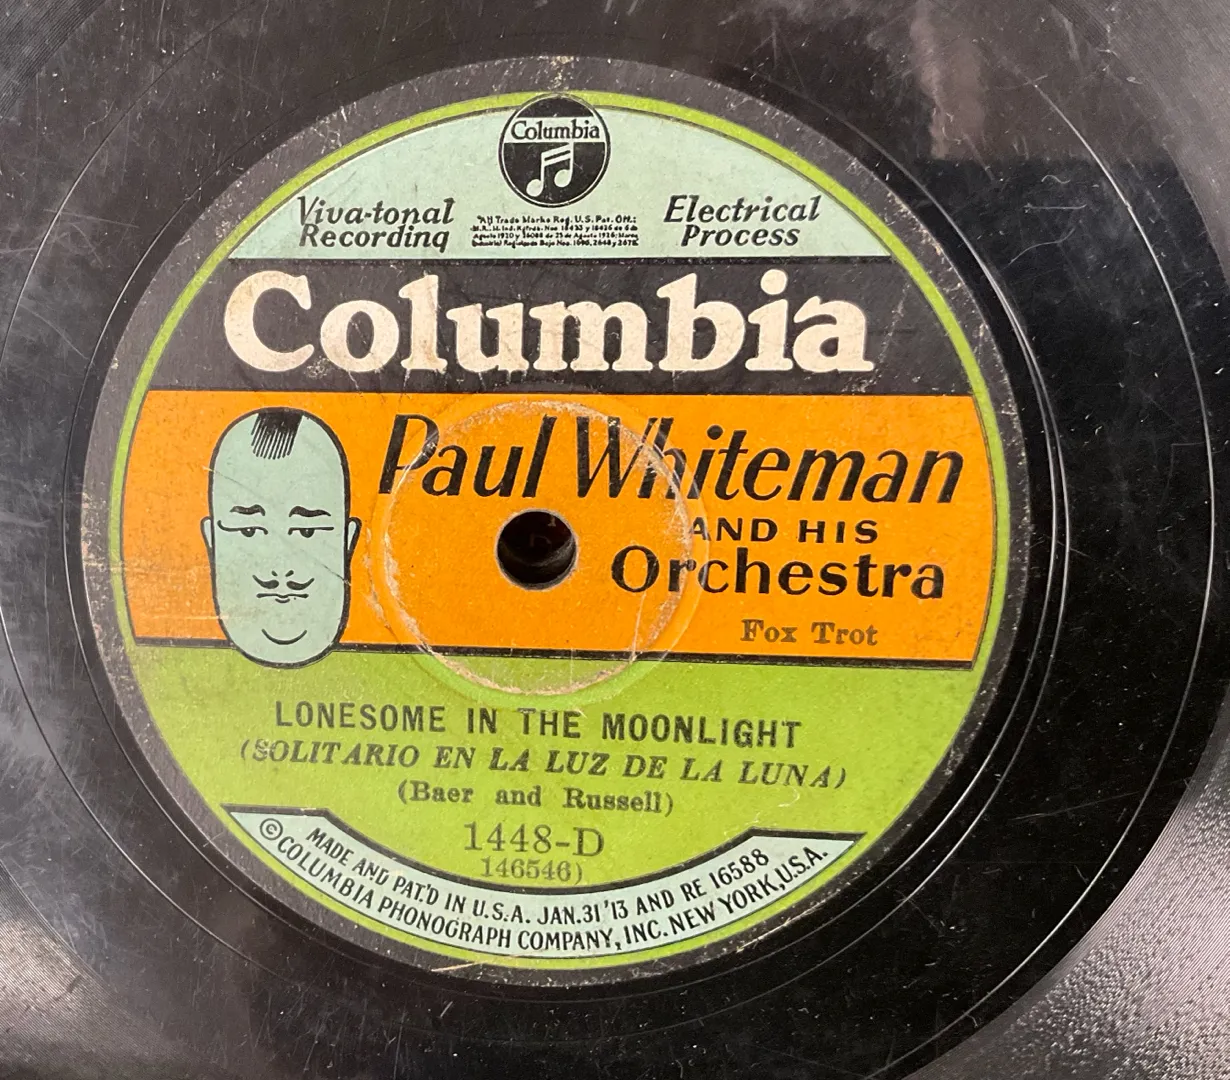 Columbia
Viva-tonal
Recording
Electrical
Process
Columbia
Paul Whiteman
AND HIS
Orchestra
Fox Trot
LONESOME IN THE MOONLIGHT
(SOLITARIO EN LA LUZ DE LA LUNA)
(Baer and Russell)
1448-D
146546)
MADE AND PAT'D IN U.S.A. JAN.31'13 AND RE 16588
©COLUMBIA PHONOGRAPH COMPANY, INC. NEW YORK, U.S.A.